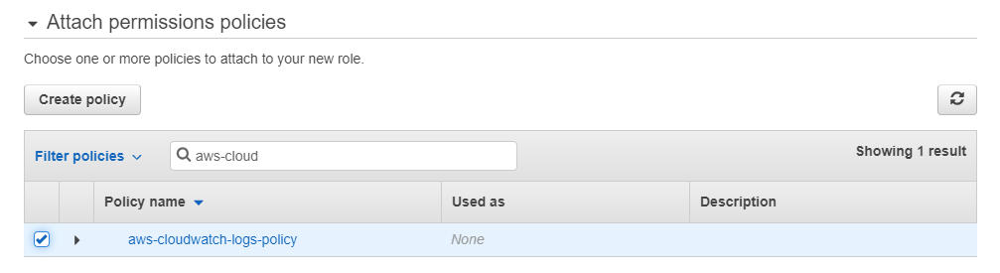 Attach permissions policies
Choose one or more policies to attach to your new role.
Create policy
Filter policies aws-cloud Showing 1 result
Policy name Used as Description
aws-cloudwatch-logs-policy None